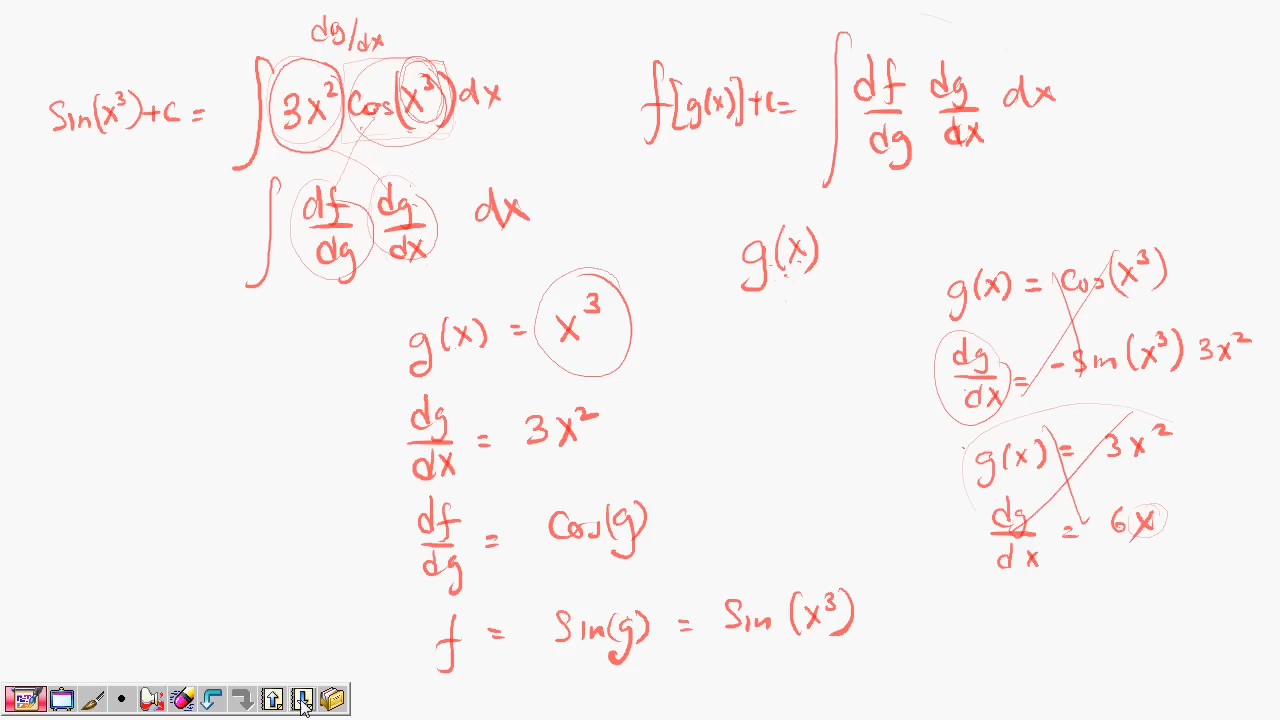 dg/dx
Sin(x³)+c = ∫ 3x² cos(x³) dx
∫ df/dg dg/dx dx
f[g(x)]+c = ∫ df/dg dg/dx dx
g(x)
g(x) = x³
dg/dx = 3x²
df/dg = Cos(g)
f = Sin(g) = Sin(x³)
g(x) = Cos(x³)
dg/dx = -Sin(x³) 3x²
g(x) = 3x²
dg/dx = 6x